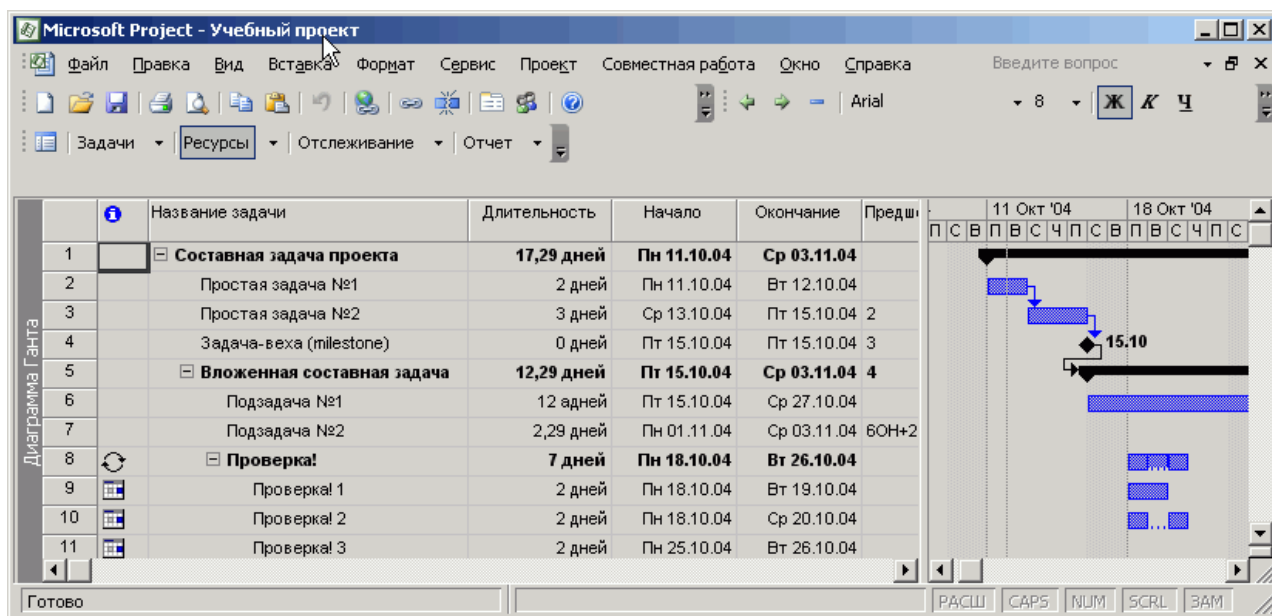 Microsoft Project - Учебный проект
Файл Правка Вид Вставка Формат Сервис Проект Совместная работа Окно Справка Введите вопрос
Arial 8 Ж К Ч
Задачи Ресурсы Отслеживание Отчет
Название задачи Длительность Начало Окончание Предш 11 Окт '04 18 Окт '04
П С В П В С Ч П С В П В С Ч П С
1 Составная задача проекта 17,29 дней Пн 11.10.04 Ср 03.11.04
2 Простая задача №1 2 дней Пн 11.10.04 Вт 12.10.04
3 Простая задача №2 3 дней Ср 13.10.04 Пт 15.10.04 2
4 Задача-веха (milestone) 0 дней Пт 15.10.04 Пт 15.10.04 3 15.10
5 Вложенная составная задача 12,29 дней Пт 15.10.04 Ср 03.11.04 4
6 Подзадача №1 12 адней Пт 15.10.04 Ср 27.10.04
7 Подзадача №2 2,29 дней Пн 01.11.04 Ср 03.11.04 6ОН+2
8 Проверка! 7 дней Пн 18.10.04 Вт 26.10.04
9 Проверка! 1 2 дней Пн 18.10.04 Вт 19.10.04
10 Проверка! 2 2 дней Пн 18.10.04 Ср 20.10.04
11 Проверка! 3 2 дней Пн 25.10.04 Вт 26.10.04
Диаграмма Ганта
Готово РАСШ CAPS NUM SCRL ЗАМ